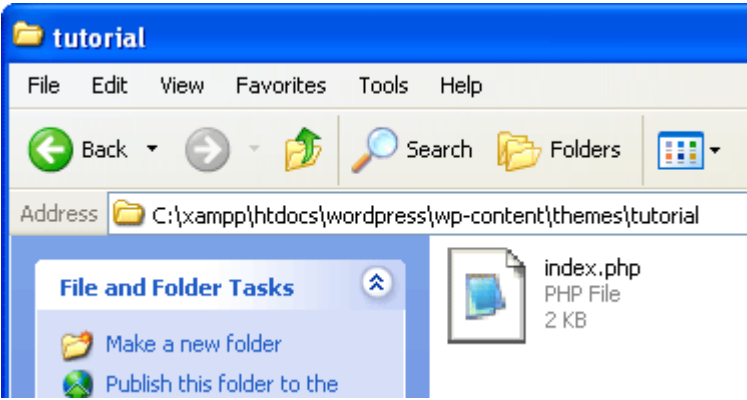 tutorial
File Edit View Favorites Tools Help
Back Search Folders
Address C:\xampp\htdocs\wordpress\wp-content\themes\tutorial
File and Folder Tasks
Make a new folder
Publish this folder to the
index.php
PHP File
2 KB